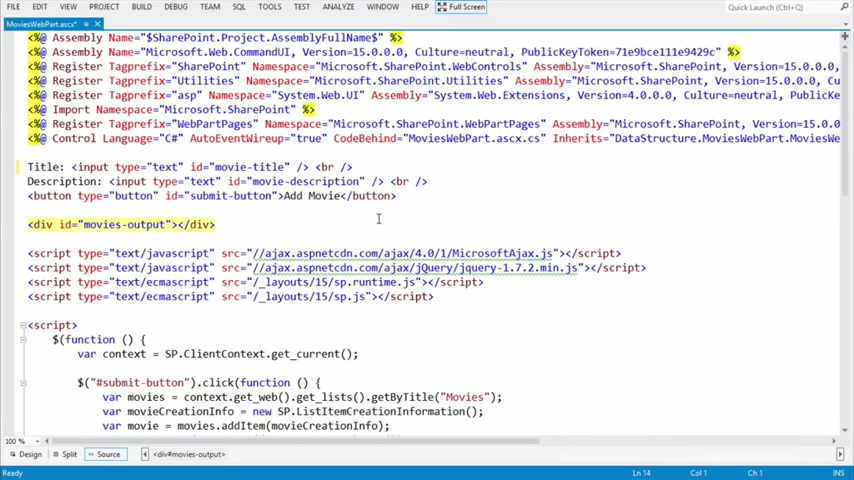 FILE EDIT VIEW PROJECT BUILD DEBUG TEAM SQL TOOLS TEST ANALYZE WINDOW HELP Full Screen Quick Launch (Ctrl+Q)
MoviesWebPart.ascx*
<%@ Assembly Name="$SharePoint.Project.AssemblyFullName$" %>
<%@ Assembly Name="Microsoft.Web.CommandUI, Version=15.0.0.0, Culture=neutral, PublicKeyToken=71e9bce111e9429c" %>
<%@ Register Tagprefix="SharePoint" Namespace="Microsoft.SharePoint.WebControls" Assembly="Microsoft.SharePoint, Version=15.
<%@ Register Tagprefix="Utilities" Namespace="Microsoft.SharePoint.Utilities" Assembly="Microsoft.SharePoint, Version=15.0.0
<%@ Register Tagprefix="asp" Namespace="System.Web.UI" Assembly="System.Web.Extensions, Version=4.0.0.0, Culture=neutral, PublicKe
<%@ Import Namespace="Microsoft.SharePoint" %>
<%@ Register Tagprefix="WebPartPages" Namespace="Microsoft.SharePoint.WebPartPages" Assembly="Microsoft.SharePoint, Version=15.0.0
<%@ Control Language="C#" AutoEventWireup="true" CodeBehind="MoviesWebPart.ascx.cs" Inherits="DataStructure.MoviesWebPart.MoviesWe
Title: <input type="text" id="movie-title" /> <br />
Description: <input type="text" id="movie-description" /> <br />
<button type="button" id="submit-button">Add Movie</button>
<div id="movies-output"></div>
<script type="text/javascript" src="//ajax.aspnetcdn.com/ajax/4.0/1/MicrosoftAjax.js"></script>
<script type="text/javascript" src="//ajax.aspnetcdn.com/ajax/jQuery/jquery-1.7.2.min.js"></script>
<script type="text/ecmascript" src="/_layouts/15/sp.runtime.js"></script>
<script type="text/ecmascript" src="/_layouts/15/sp.js"></script>
<script>
$(function () {
var context = SP.ClientContext.get_current();
$("#submit-button").click(function () {
var movies = context.get_web().get_lists().getByTitle("Movies");
var movieCreationInfo = new SP.ListItemCreationInformation();
var movie = movies.addItem(movieCreationInfo);
100 %
Design Split Source <div#movies-output>
Ready Ln 14 Col 1 Ch 1